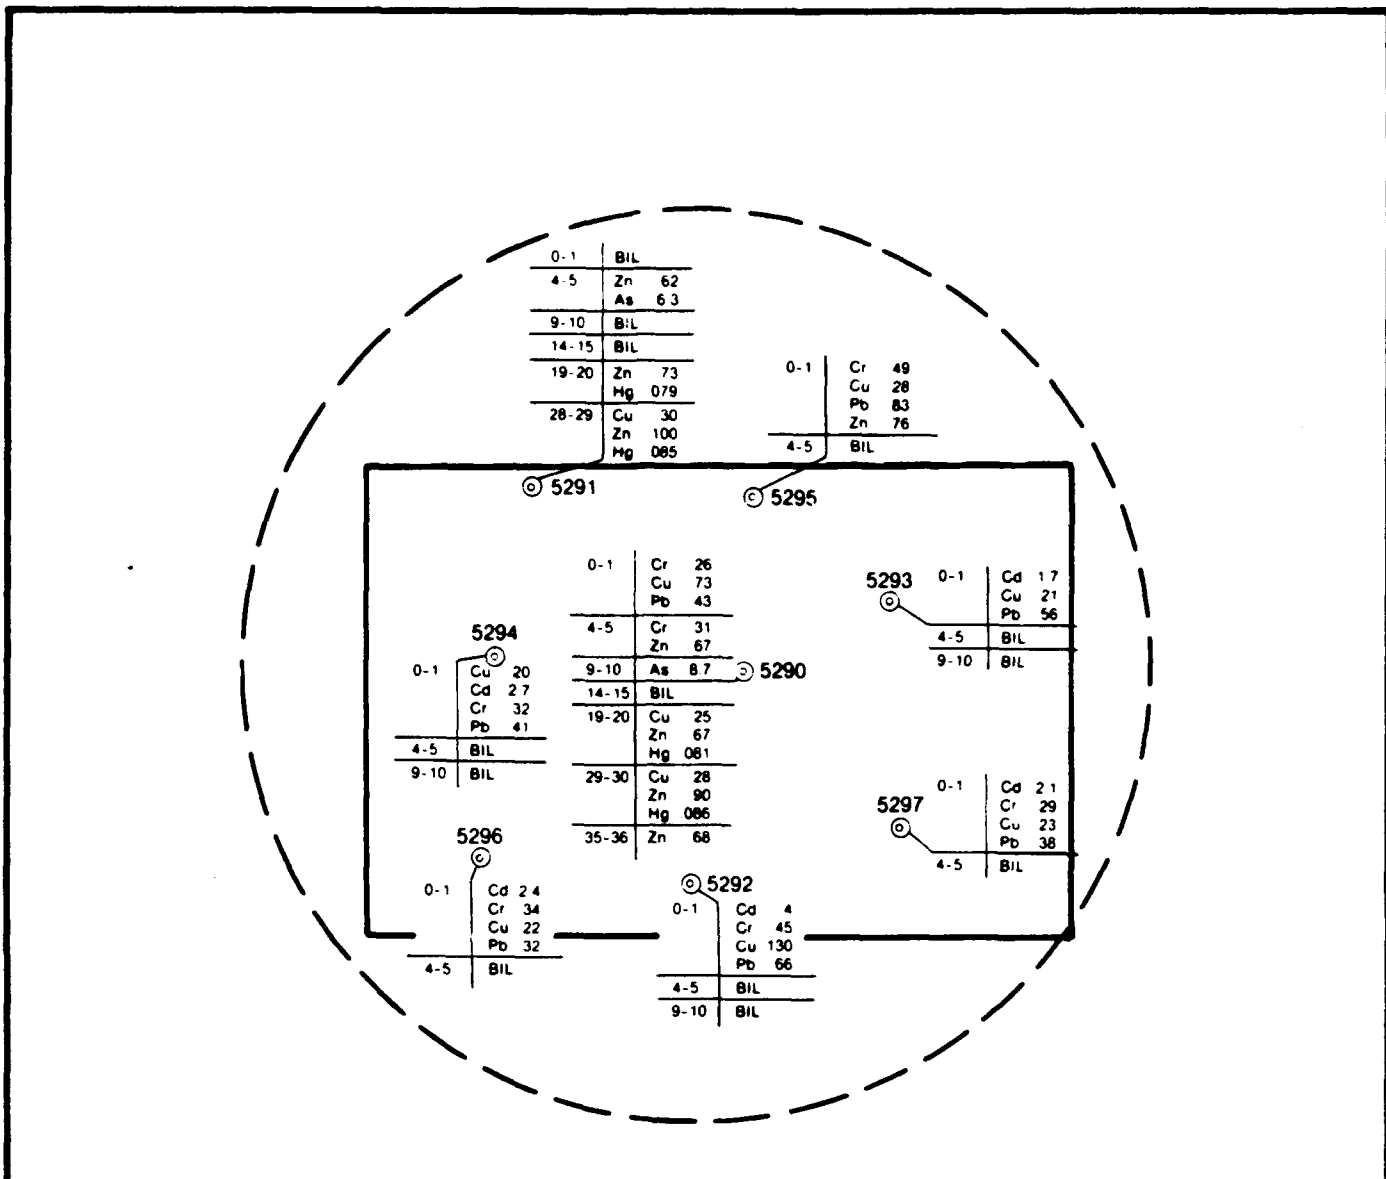 0-1 BIL
4-5 Zn 62
As 6 3
9-10 BIL
14-15 BIL
19-20 Zn 73
Hg 079
28-29 Cu 30
Zn 100
Hg 085
5291
0-1 Cr 49
Cu 28
Pb 83
Zn 76
4-5 BIL
5295
0-1 Cr 26
Cu 73
Pb 43
4-5 Cr 31
Zn 67
9-10 As 8.7
14-15 BIL
19-20 Cu 25
Zn 67
Hg 081
29-30 Cu 28
Zn 90
Hg 086
35-36 Zn 68
5290
5293
0-1 Cd 1 7
Cu 21
Pb 56
4-5 BIL
9-10 BIL
5294
0-1 Cu 20
Cd 2 7
Cr 32
Pb 41
4-5 BIL
9-10 BIL
5297
0-1 Cd 2 1
Cr 29
Cu 23
Pb 38
4-5 BIL
5296
0-1 Cd 2 4
Cr 34
Cu 22
Pb 32
4-5 BIL
5292
0-1 Cd 4
Cr 45
Cu 130
Pb 66
4-5 BIL
9-10 BIL